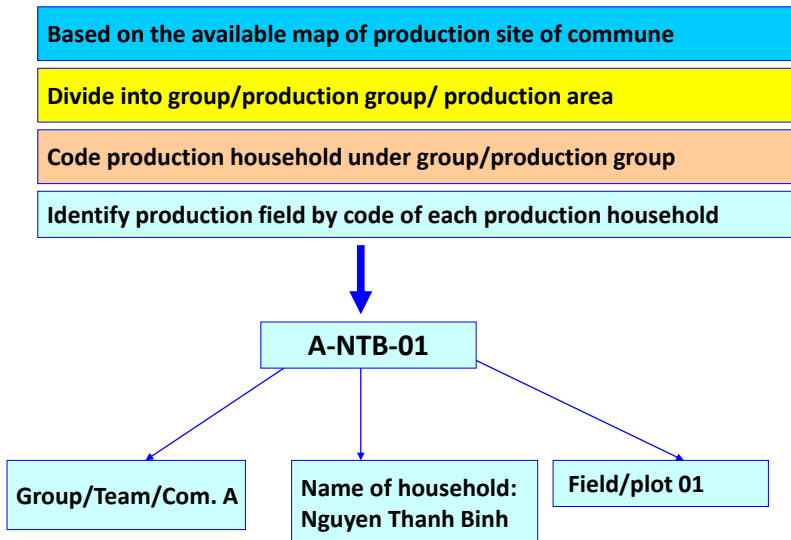 Based on the available map of production site of commune
Divide into group/production group/ production area
Code production household under group/production group
Identify production field by code of each production household
A-NTB-01
Group/Team/Com. A
Name of household:
Nguyen Thanh Binh
Field/plot 01